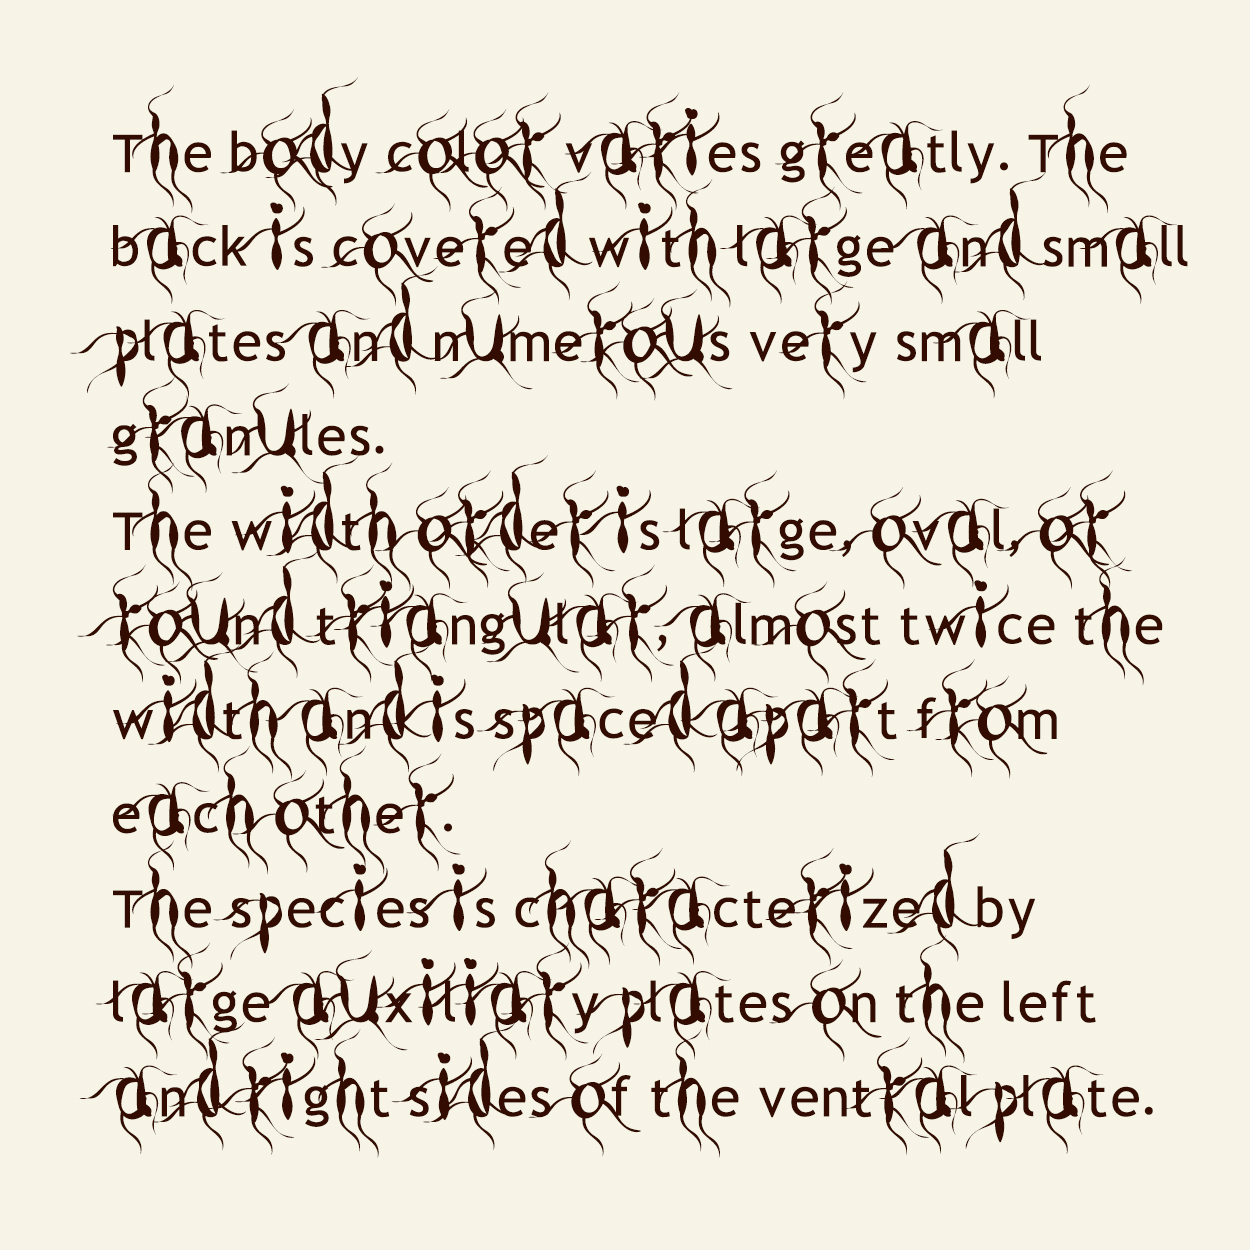 The body color varies greatly. The
back is covered with large and small
plates and numerous very small
granules.
The width order is large, oval, or
round triangular, almost twice the
width and is spaced apart from
each other.
The species is characterized by
large auxiliary plates on the left
and right sides of the ventral plate.